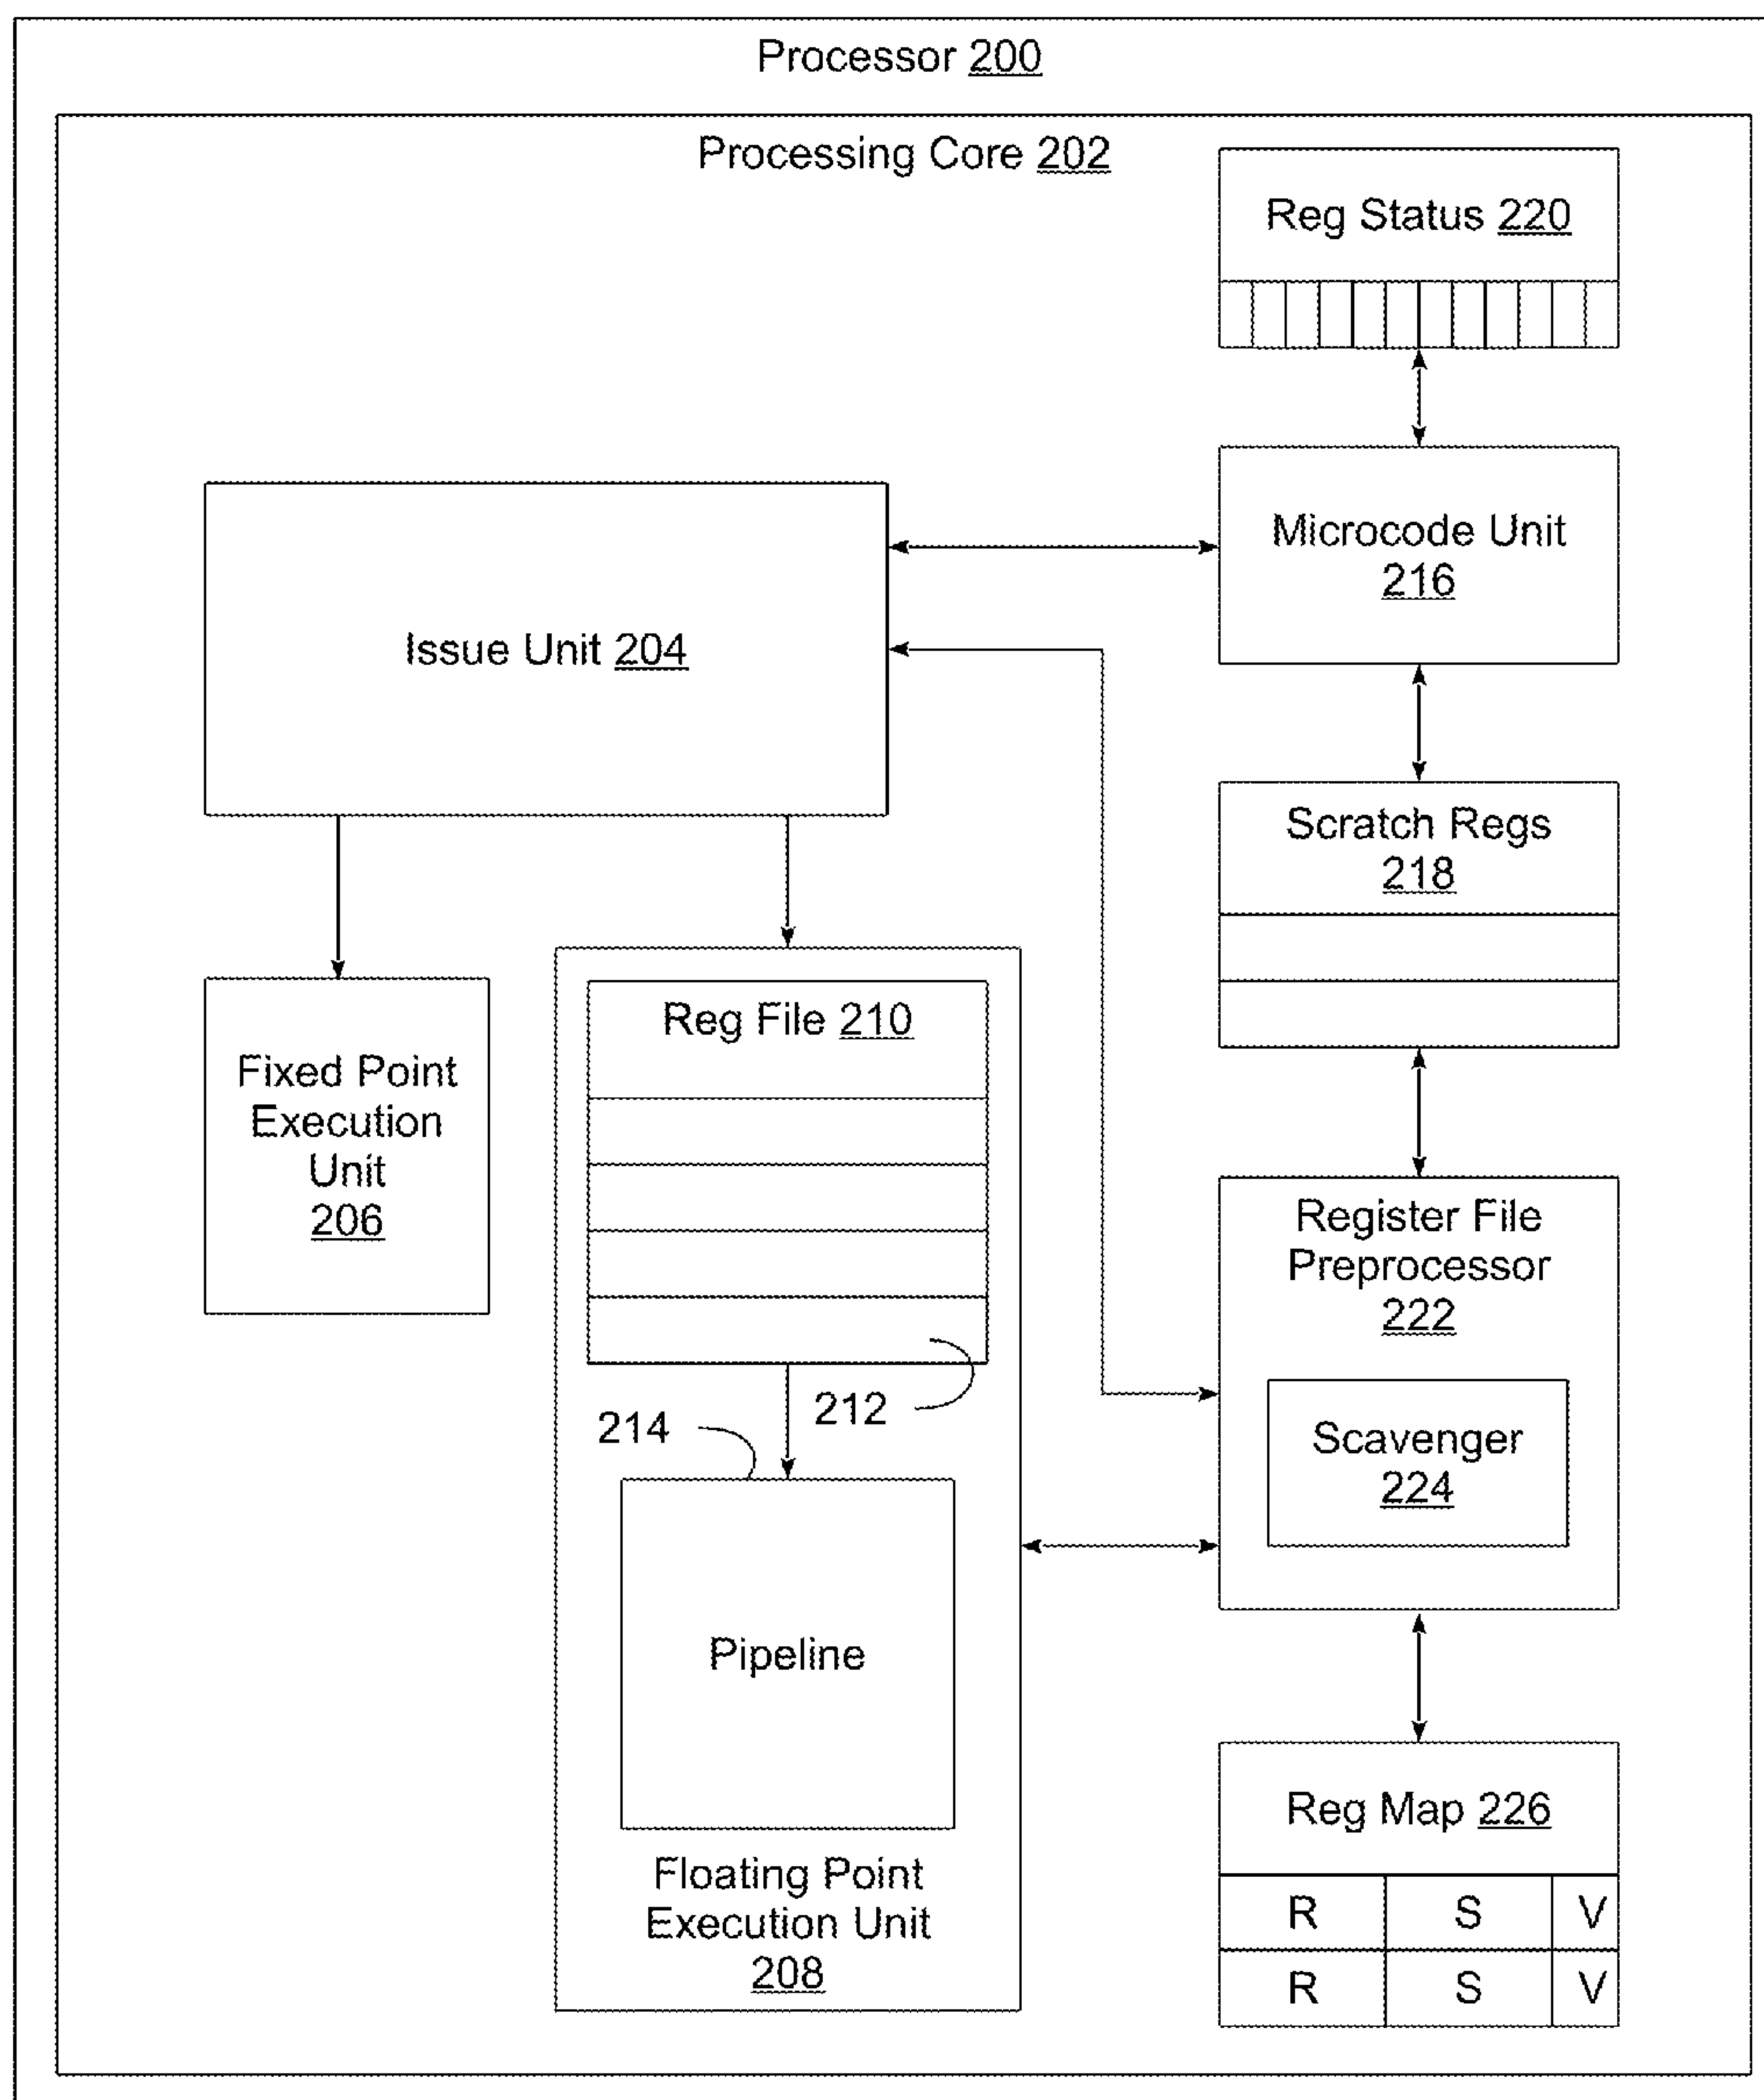 Processor 200
Processing Core 202
Reg Status 220
Microcode Unit
216
Issue Unit 204
Scratch Regs
218
Fixed Point
Execution
Unit
206
Reg File 210
212
214
Pipeline
Floating Point
Execution Unit
208
Register File
Preprocessor
222
Scavenger
224
Reg Map 226
R S V
R S V